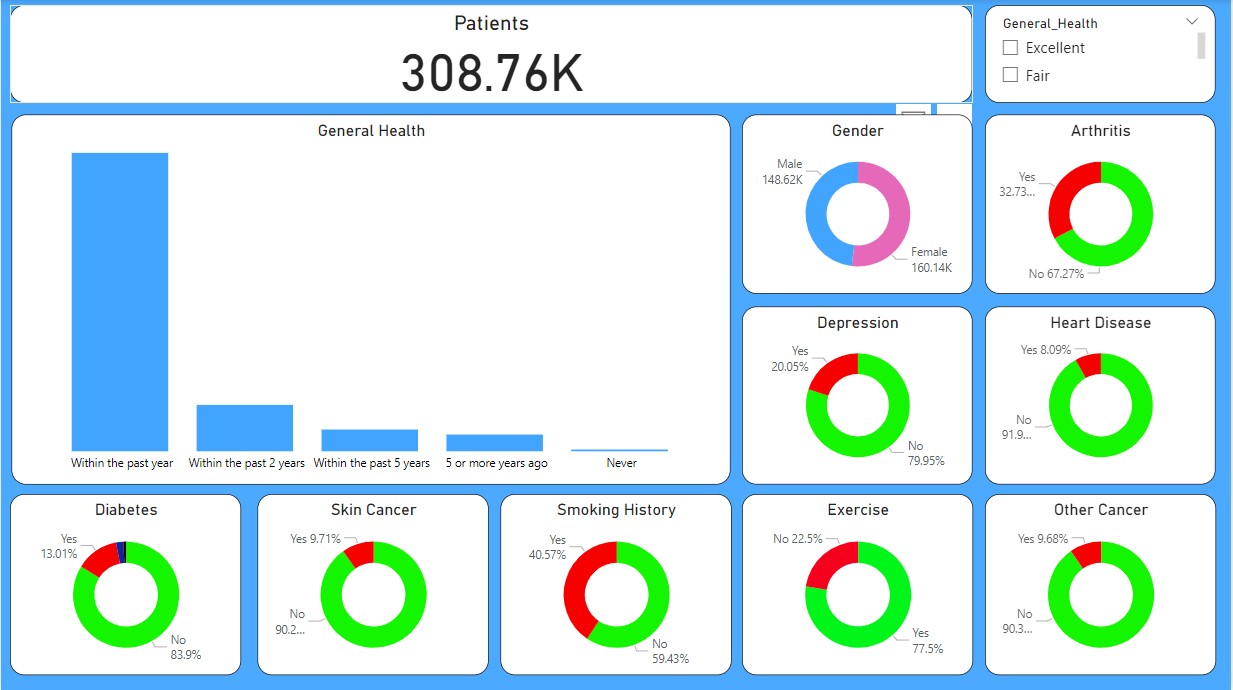 Patients
308.76K
General_Health
Excellent
Fair
General Health
Within the past year
Within the past 2 years
Within the past 5 years
5 or more years ago
Never
Gender
Male
148.62K
Female
160.14K
Arthritis
Yes
32.73...
No 67.27%
Depression
Yes
20.05%
No
79.95%
Heart Disease
Yes 8.09%
No
91.9...
Diabetes
Yes
13.01%
No
83.9%
Skin Cancer
Yes 9.71%
No
90.2...
Smoking History
Yes
40.57%
No
59.43%
Exercise
No 22.5%
Yes
77.5%
Other Cancer
Yes 9.68%
No
90.3...